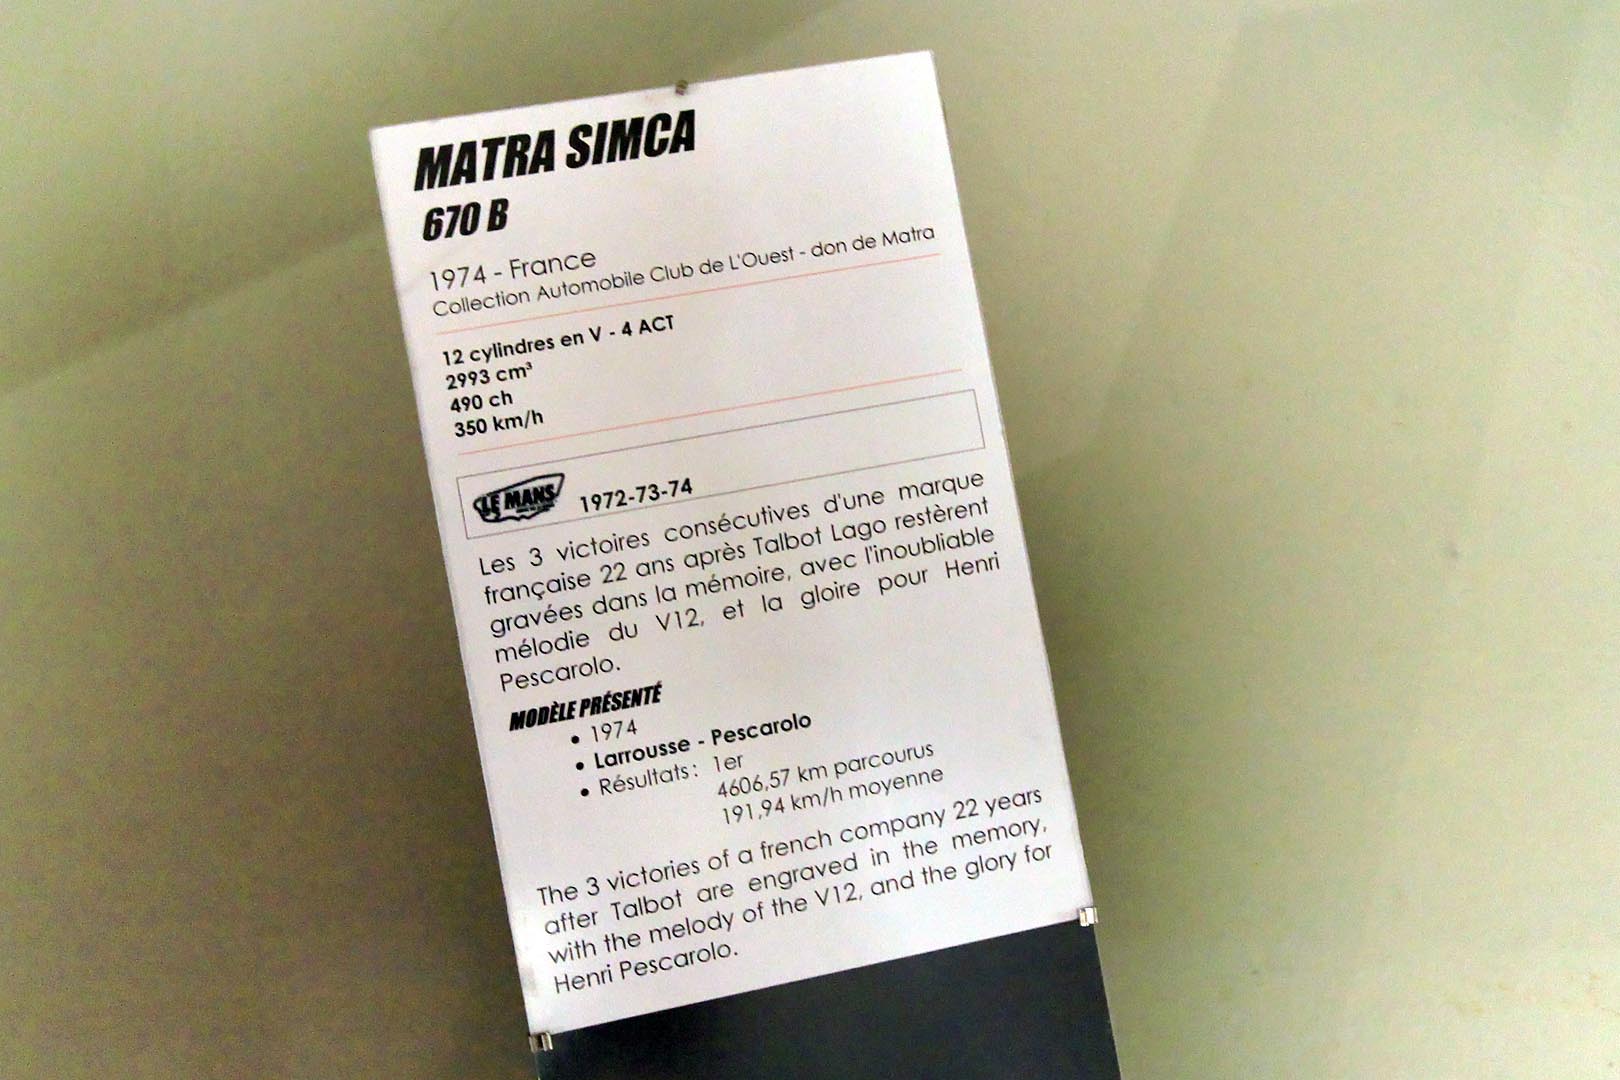 MATRA SIMCA
670 B
1974 - France
Collection Automobile Club de L'Ouest - don de Matra
12 cylindres en V - 4 ACT
2993 cm³
490 ch
350 km/h
LE MANS 1972-73-74
Les 3 victoires consécutives d'une marque
française 22 ans après Talbot Lago restèrent
gravées dans la mémoire, avec l'inoubliable
mélodie du V12, et la gloire pour Henri
Pescarolo.
MODÈLE PRÉSENTÉ
• 1974
• Larrousse - Pescarolo
• Résultats : 1er
4606,57 km parcourus
191,94 km/h moyenne
The 3 victories of a french company 22 years
after Talbot are engraved in the memory,
with the melody of the V12, and the glory for
Henri Pescarolo.